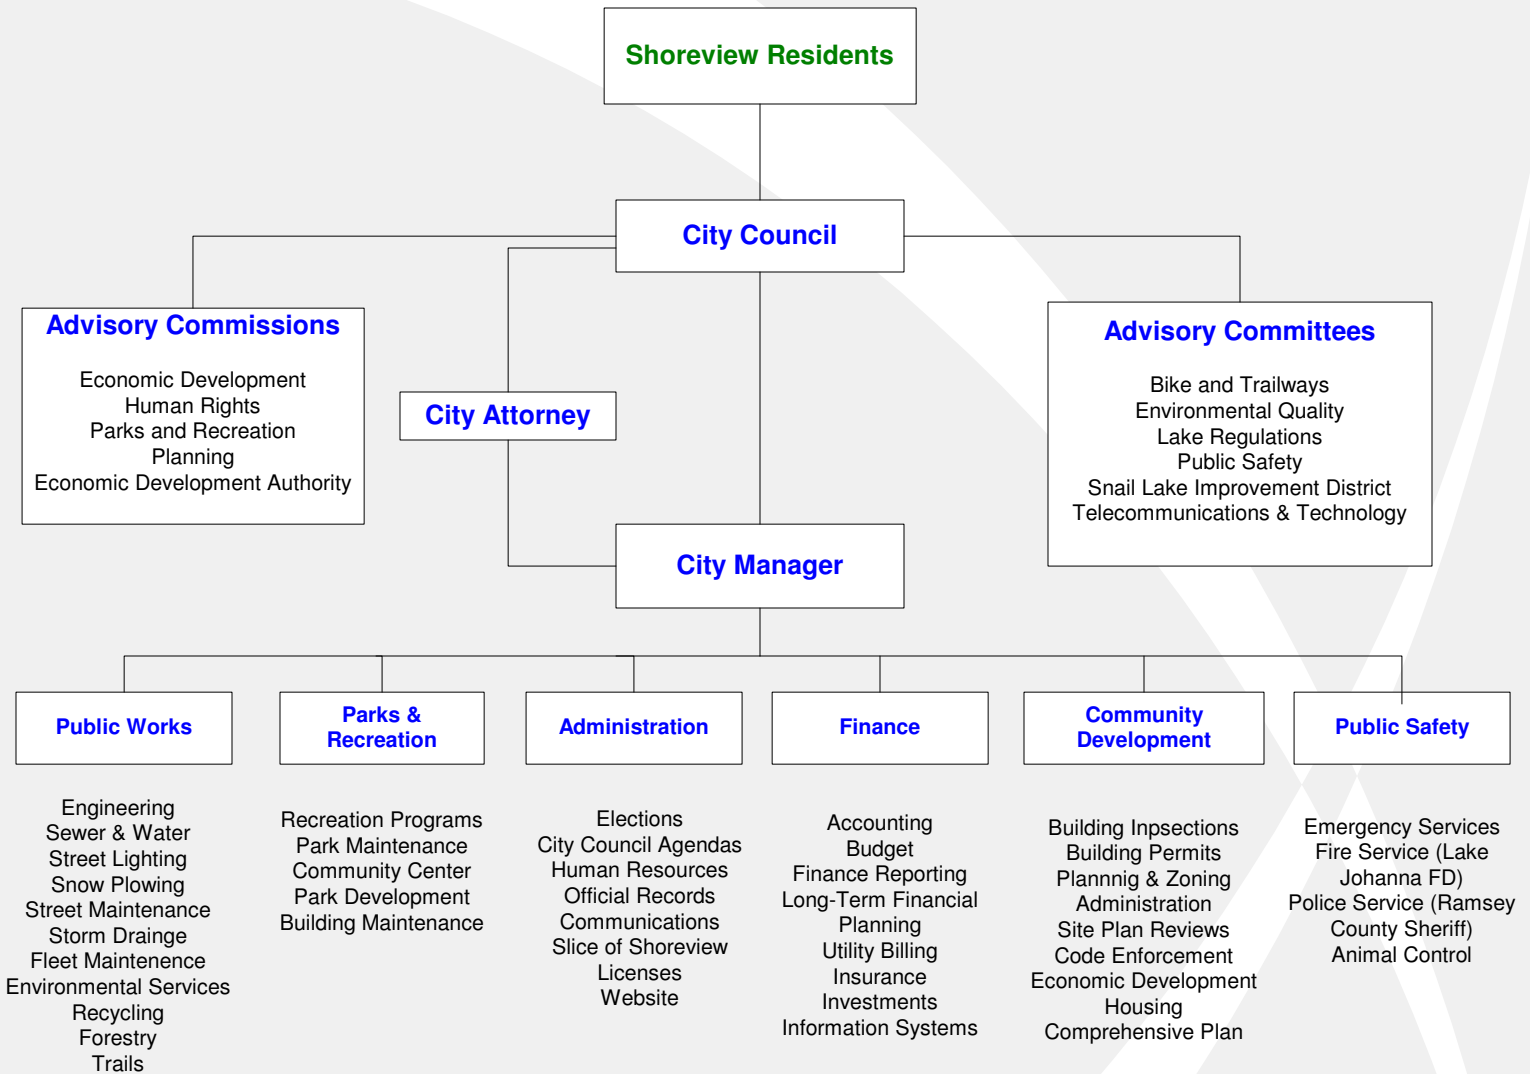 Shoreview Residents
City Council
Advisory Commissions
Economic Development
Human Rights
Parks and Recreation
Planning
Economic Development Authority
City Attorney
Advisory Committees
Bike and Trailways
Environmental Quality
Lake Regulations
Public Safety
Snail Lake Improvement District
Telecommunications & Technology
City Manager
Public Works
Engineering
Sewer & Water
Street Lighting
Snow Plowing
Street Maintenance
Storm Drainge
Fleet Maintenence
Environmental Services
Recycling
Forestry
Trails
Parks &
Recreation
Recreation Programs
Park Maintenance
Community Center
Park Development
Building Maintenance
Administration
Elections
City Council Agendas
Human Resources
Official Records
Communications
Slice of Shoreview
Licenses
Website
Finance
Accounting
Budget
Finance Reporting
Long-Term Financial
Planning
Utility Billing
Insurance
Investments
Information Systems
Community
Development
Building Inpsections
Building Permits
Plannnig & Zoning
Administration
Site Plan Reviews
Code Enforcement
Economic Development
Housing
Comprehensive Plan
Public Safety
Emergency Services
Fire Service (Lake
Johanna FD)
Police Service (Ramsey
County Sheriff)
Animal Control